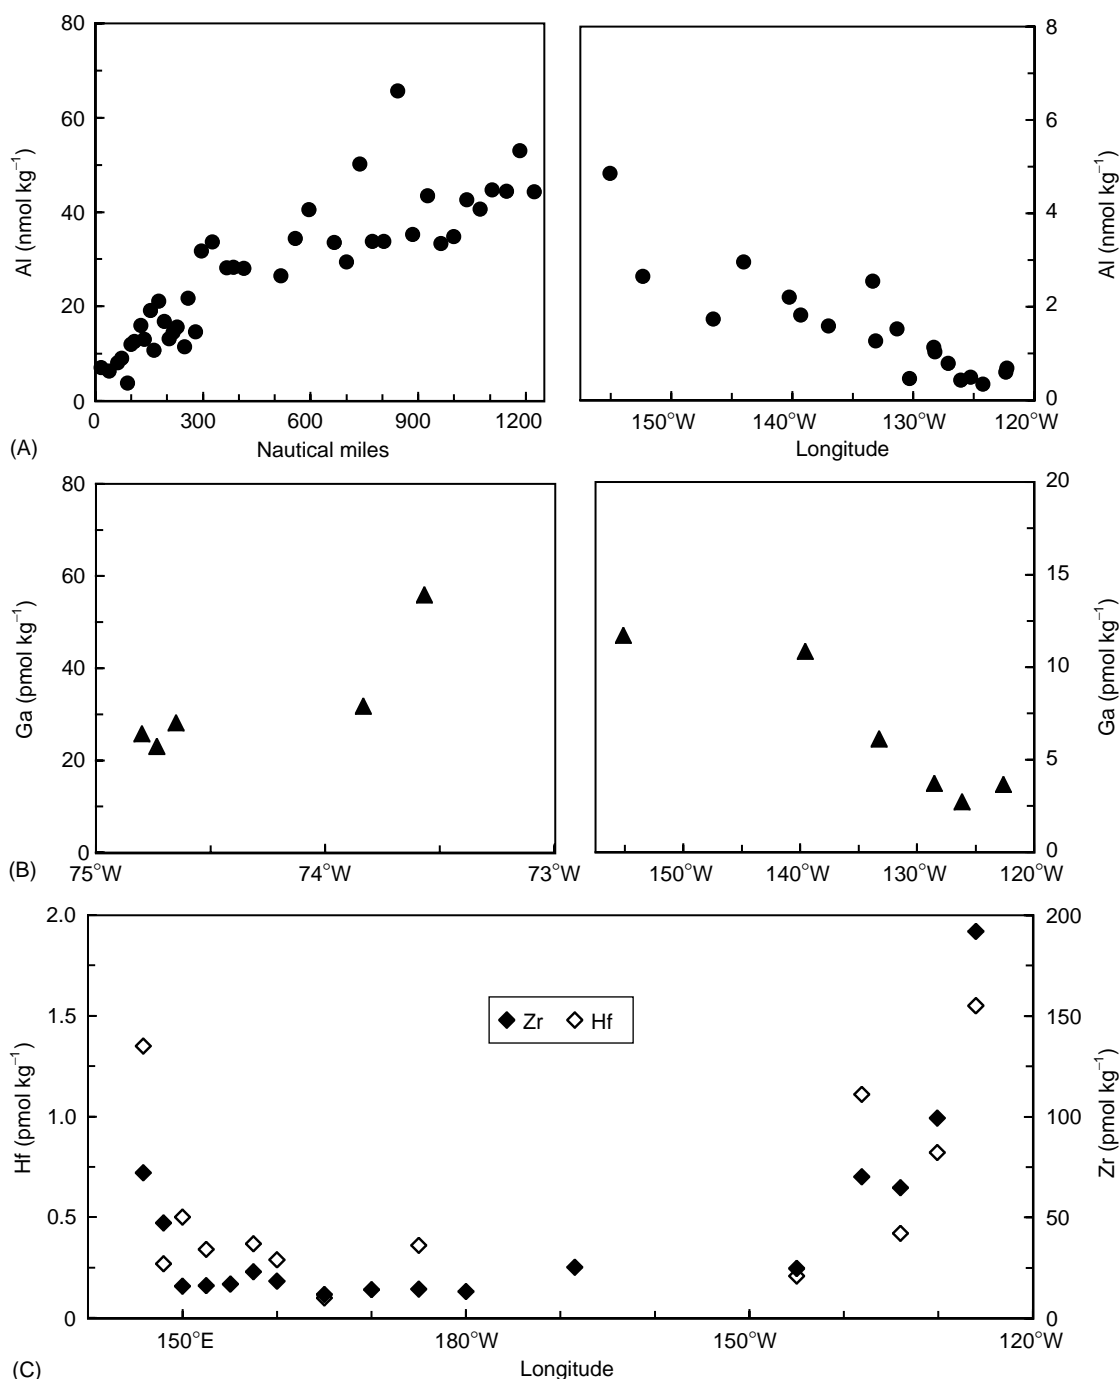 80 8
60 6
40 4
20 2
0 0
Al (nmol kg⁻¹)
Al (nmol kg⁻¹)
0 300 600 900 1200 150°W 140°W 130°W 120°W
(A) Nautical miles Longitude
80 20
60 15
40 10
20 5
0 0
Ga (pmol kg⁻¹)
Ga (pmol kg⁻¹)
(B) 75°W 74°W 73°W 150°W 140°W 130°W 120°W
2.0 200
1.5 150
Zr Hf
1.0 100
0.5 50
0 0
Hf (pmol kg⁻¹)
Zr (pmol kg⁻¹)
150°E 180°W 150°W 120°W
(C) Longitude